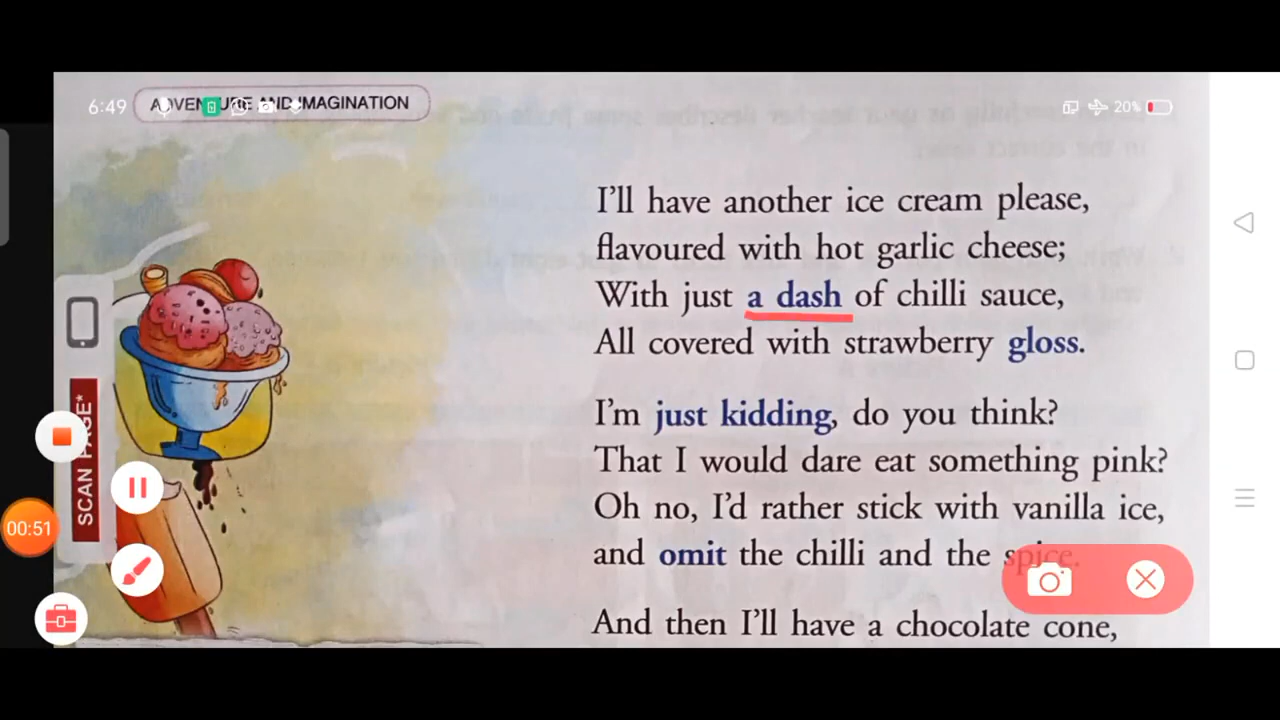 6:49
ADVENTURE AND IMAGINATION
20%
I'll have another ice cream please,
flavoured with hot garlic cheese;
With just a dash of chilli sauce,
All covered with strawberry gloss.
I'm just kidding, do you think?
That I would dare eat something pink?
Oh no, I'd rather stick with vanilla ice,
and omit the chilli and the spice.
And then I'll have a chocolate cone,
SCAN PAGE*
00:51